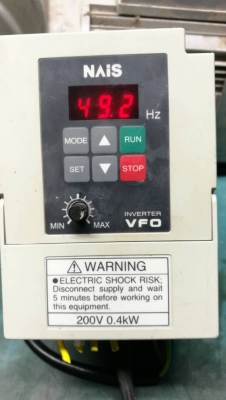 NAiS
49.2 Hz
MODE ▲ RUN
SET ▼ STOP
MIN MAX
INVERTER
VFO
⚠ WARNING
●ELECTRIC SHOCK RISK;
Disconnect supply and wait
5 minutes before working on
this equipment.
200V 0.4kW